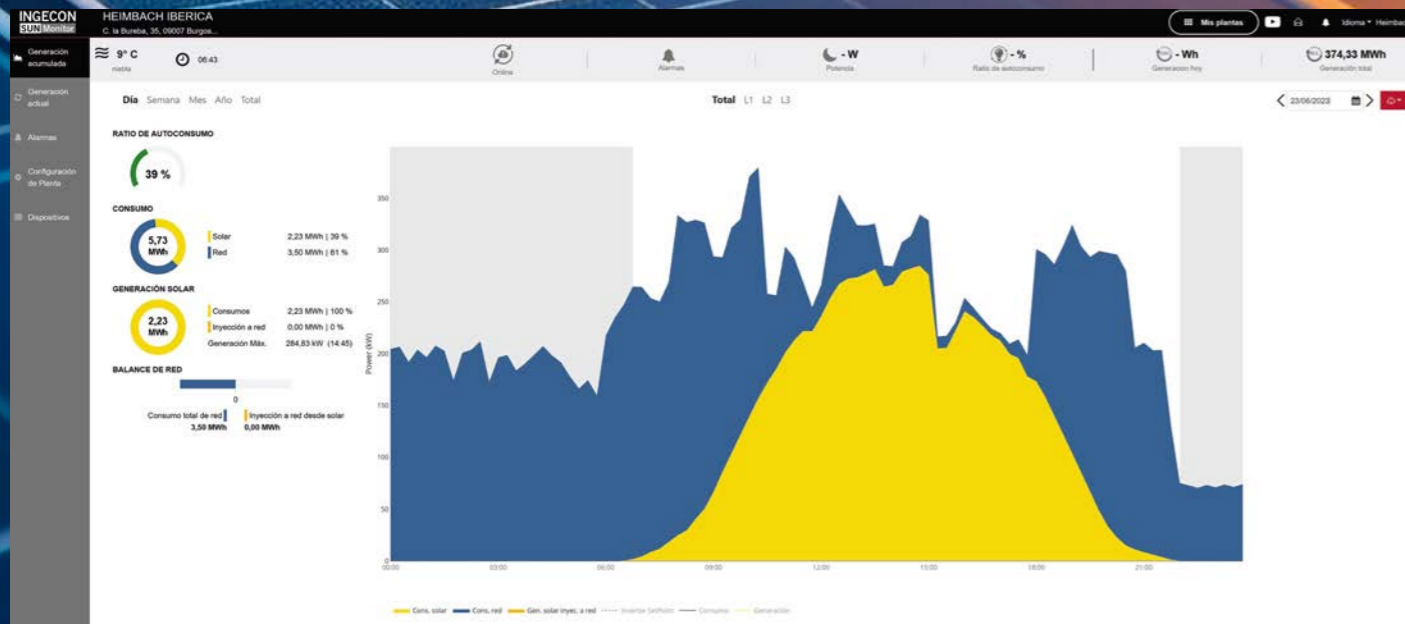 INGECON
SUN Monitor
HEIMBACH IBERICA
C. la Bureba, 35, 09007 Burgos...
Mis plantas
Idioma
Heimbac
Generación
acumulada
9° C
niebla
06:43
Online
Alarmas
- W
Potencia
- %
Ratio de autoconsumo
- Wh
Generación hoy
374,33 MWh
Generación total
Generación
actual
Alarmas
Configuración
de Planta
Dispositivos
Día Semana Mes Año Total
Total L1 L2 L3
23/06/2023
RATIO DE AUTOCONSUMO
39 %
CONSUMO
5,73
MWh
Solar 2,23 MWh | 39 %
Red 3,50 MWh | 61 %
GENERACIÓN SOLAR
2,23
MWh
Consumos 2,23 MWh | 100 %
Inyección a red 0,00 MWh | 0 %
Generación Máx. 284,83 kW (14:45)
BALANCE DE RED
0
Consumo total de red
3,50 MWh
Inyección a red desde solar
0,00 MWh
Power (kW)
350
300
250
200
150
100
50
0
00:00 03:00 06:00 09:00 12:00 15:00 18:00 21:00
Cons. solar Cons. red Gen. solar inyec. a red Inverter SetPoint Consumo Generación